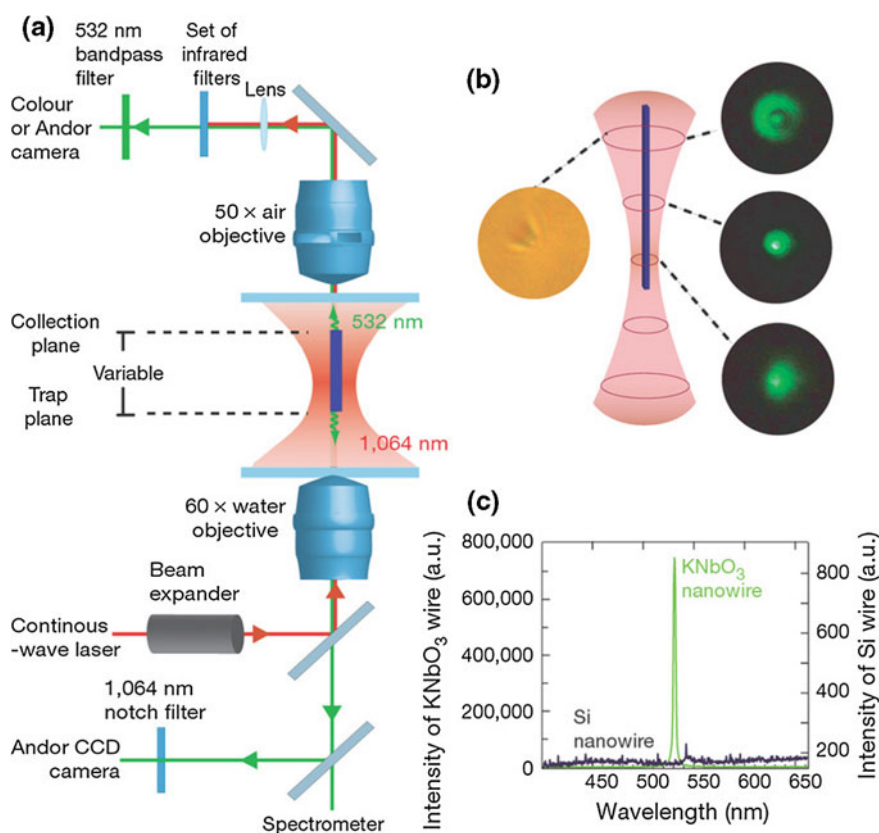 (a)
532 nm
bandpass
filter
Set of
infrared
filters
Lens
Colour
or Andor
camera
50 × air
objective
Collection
plane
Variable
Trap
plane
532 nm
1,064 nm
60 × water
objective
Beam
expander
Continous
-wave laser
1,064 nm
notch filter
Andor CCD
camera
Spectrometer
(b)
(c)
Intensity of KNbO₃ wire (a.u.)
800,000
600,000
400,000
200,000
0
KNbO₃
nanowire
Si
nanowire
800
600
400
200
Intensity of Si wire (a.u.)
450 500 550 600 650
Wavelength (nm)